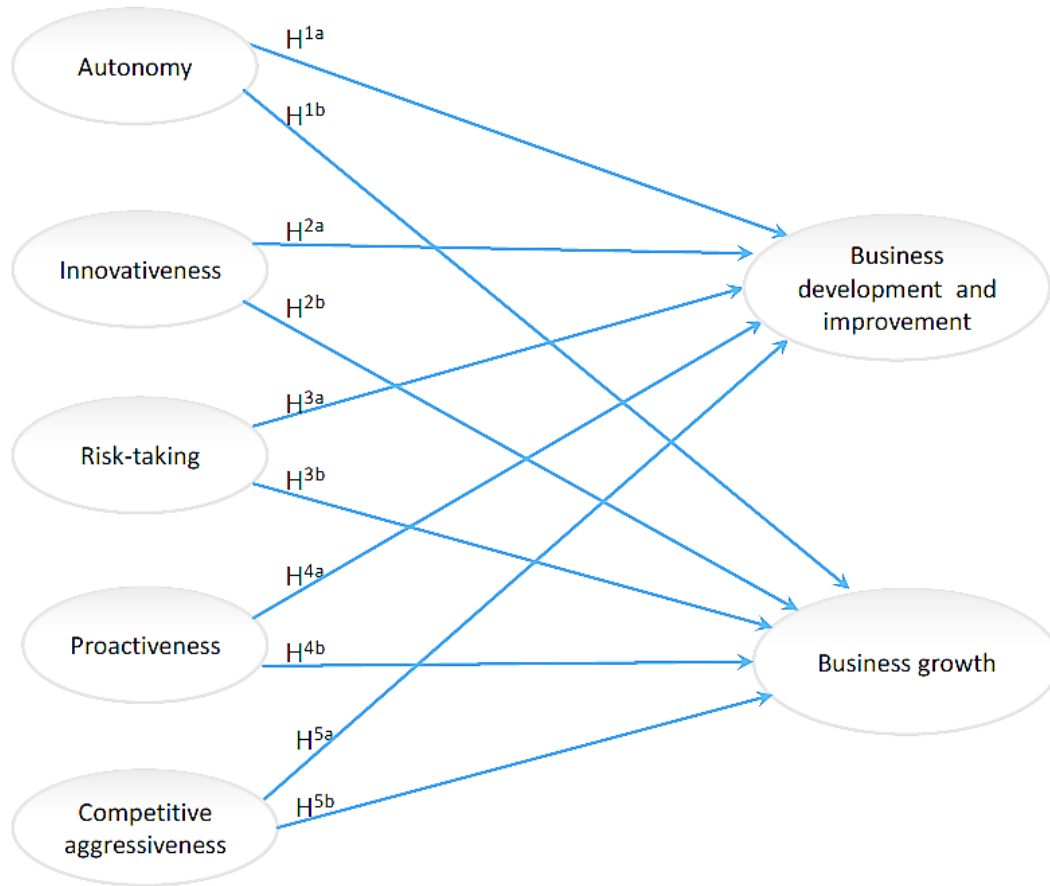 Autonomy
H1a
H1b
Innovativeness
H2a
H2b
Business
development and
improvement
Risk-taking
H3a
H3b
Proactiveness
H4a
H4b
Business growth
Competitive
aggressiveness
H5a
H5b